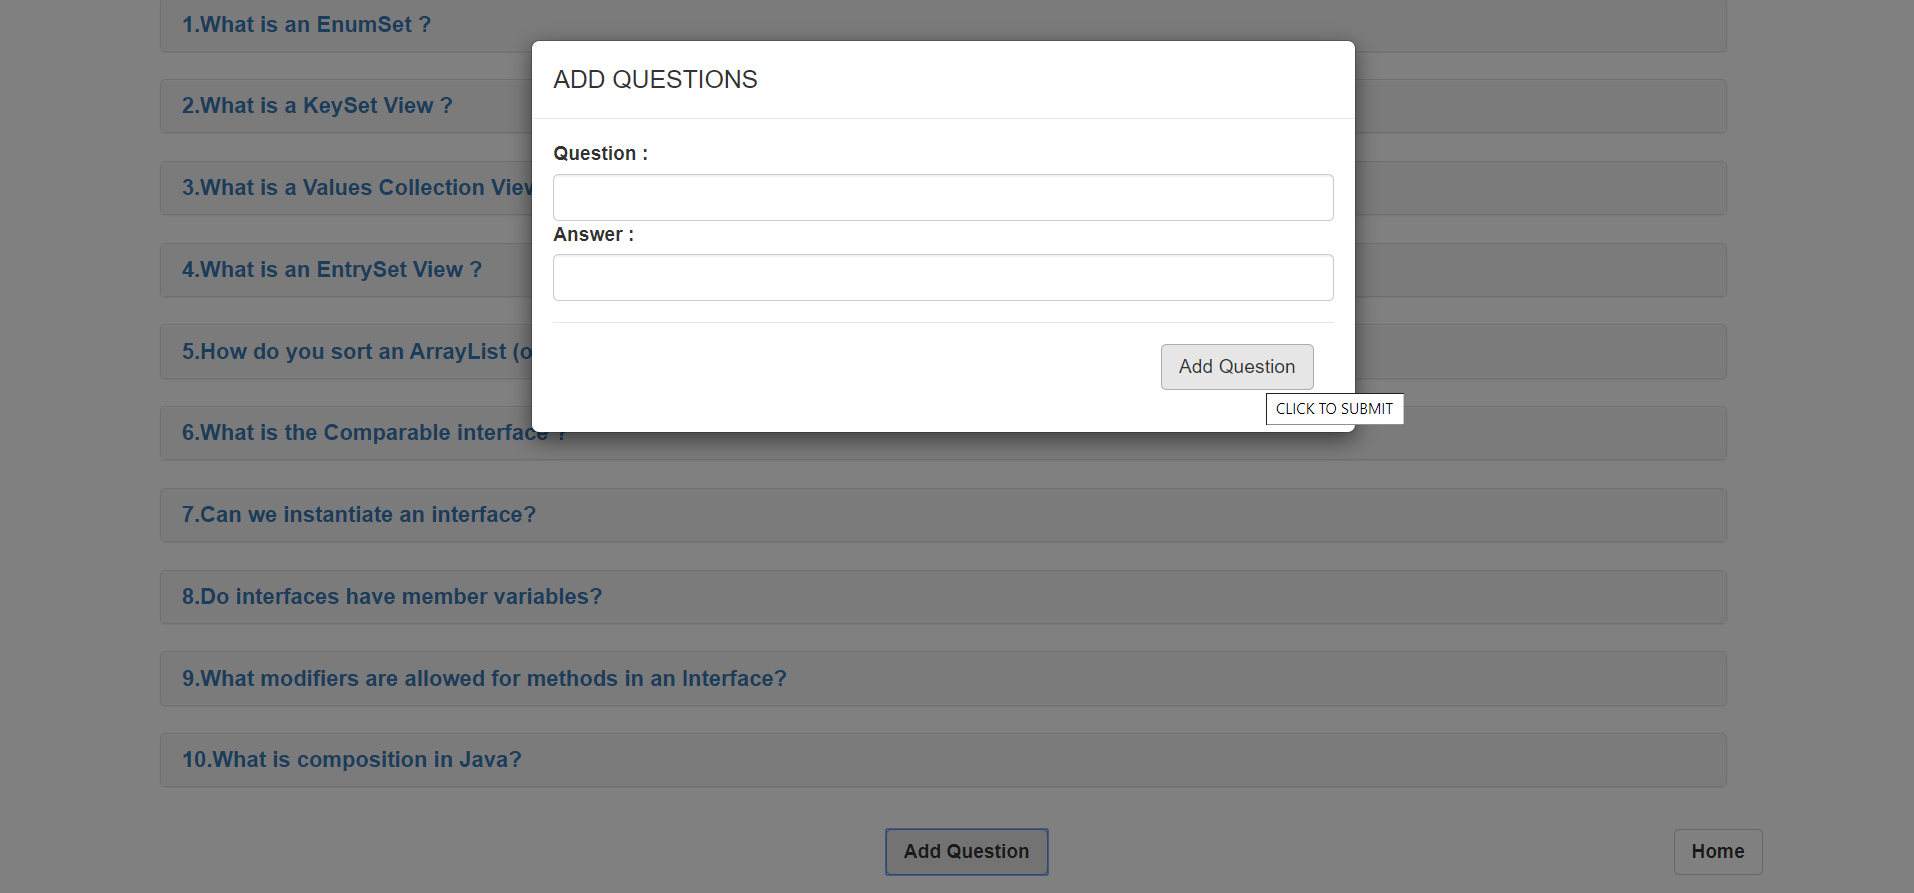 1.What is an EnumSet ?
ADD QUESTIONS
2.What is a KeySet View ?
Question :
3.What is a Values Collection View
Answer :
4.What is an EntrySet View ?
5.How do you sort an ArrayList (o
Add Question
CLICK TO SUBMIT
6.What is the Comparable interface ?
7.Can we instantiate an interface?
8.Do interfaces have member variables?
9.What modifiers are allowed for methods in an Interface?
10.What is composition in Java?
Add Question
Home